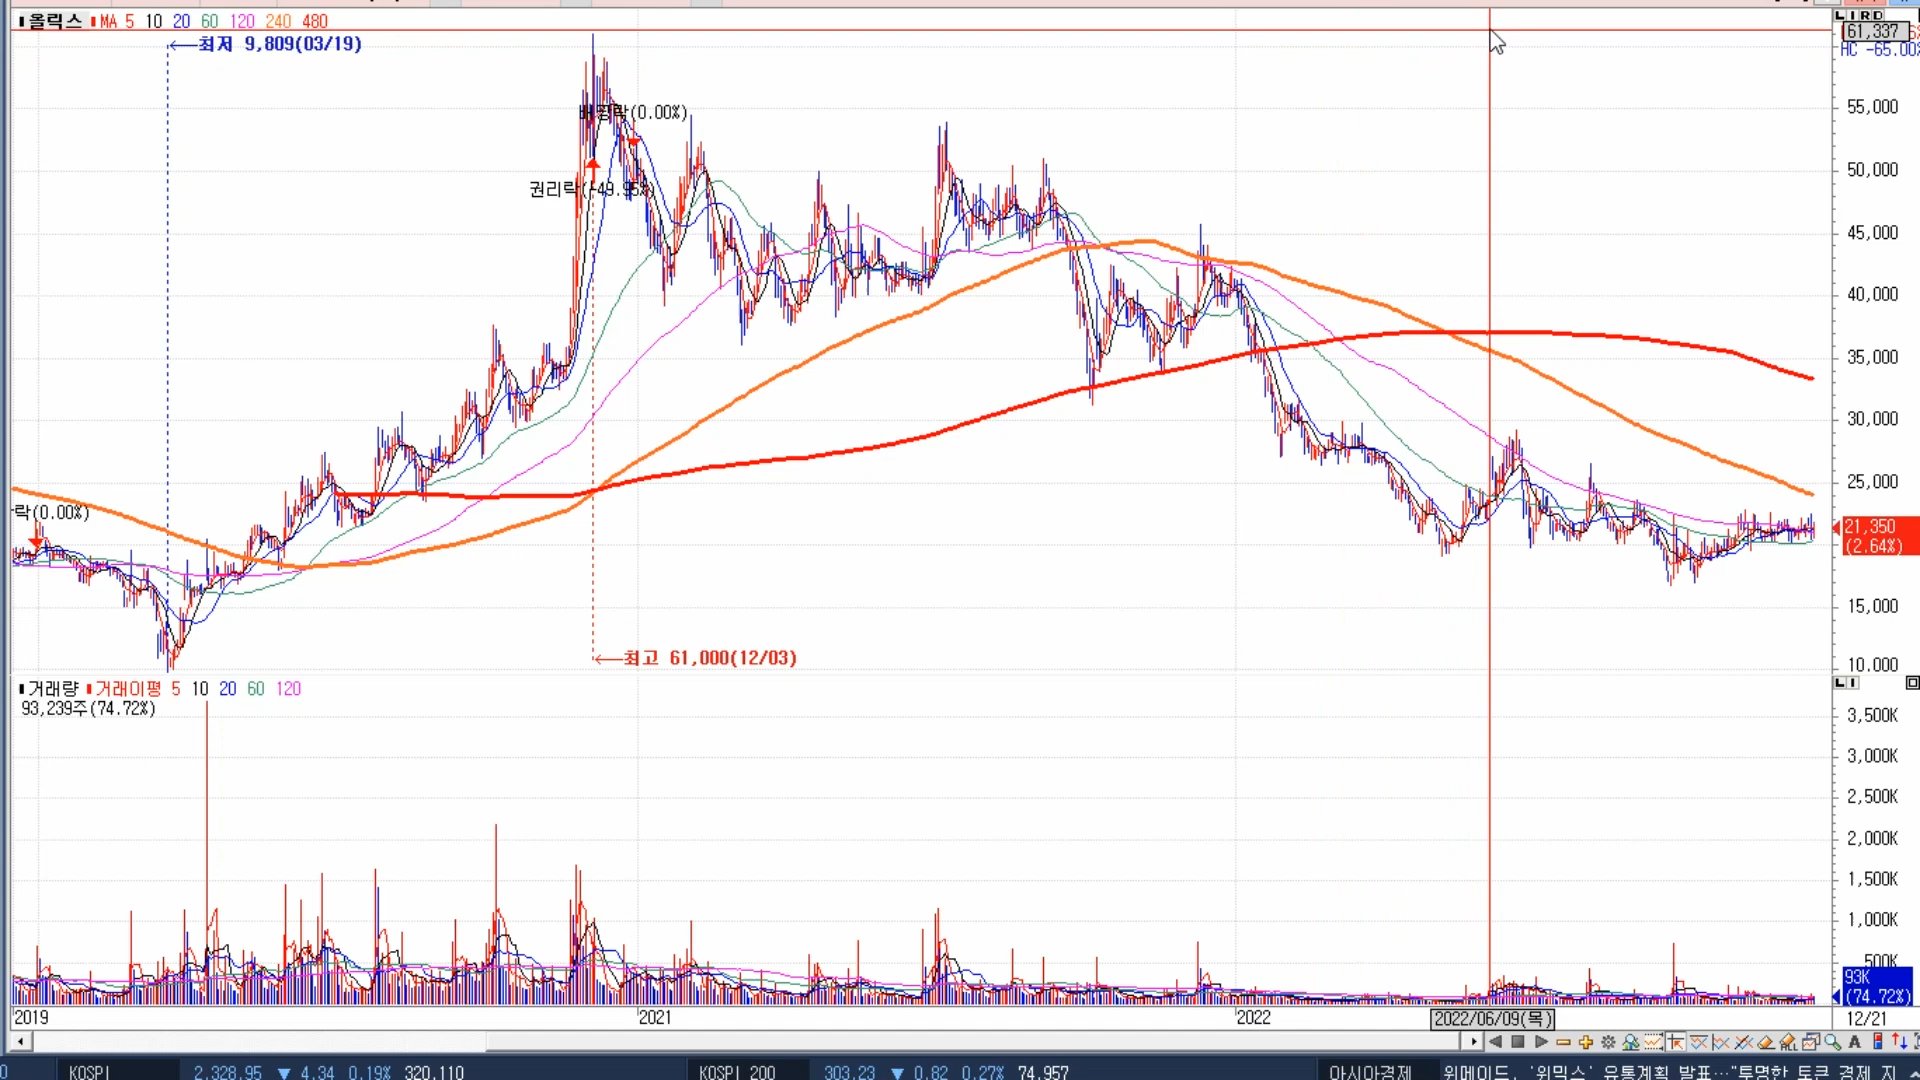 올릭스 MA 5 10 20 60 120 240 480
L I R D
61,337
HC -65.00%
최저 9,809(03/19)
배당락(0.00%)
권리락(-49.95%)
락(0.00%)
최고 61,000(12/03)
55,000
50,000
45,000
40,000
35,000
30,000
25,000
21,350
(2.64%)
15,000
10,000
거래량 거래이평 5 10 20 60 120
93,239주(74.72%)
L I
3,500K
3,000K
2,500K
2,000K
1,500K
1,000K
500K
93K
(74.72%)
2019 2021 2022 2022/06/09(목) 12/21
A
KOSPI 2,328.95 ▼ 4.34 0.19% 320,110 KOSPI 200 303.23 ▼ 0.82 0.27% 74,957 아시아경제 위메이드, '위믹스' 유통계획 발표…"투명한 토큰 경제 지